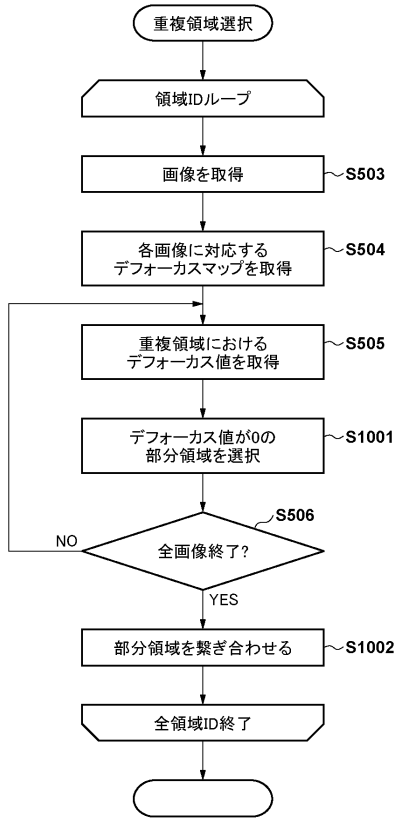 重複領域選択
領域IDループ
画像を取得
S503
各画像に対応する
デフォーカスマップを取得
S504
重複領域における
デフォーカス値を取得
S505
デフォーカス値が0の
部分領域を選択
S1001
S506
全画像終了?
NO
YES
部分領域を繋ぎ合わせる
S1002
全領域ID終了